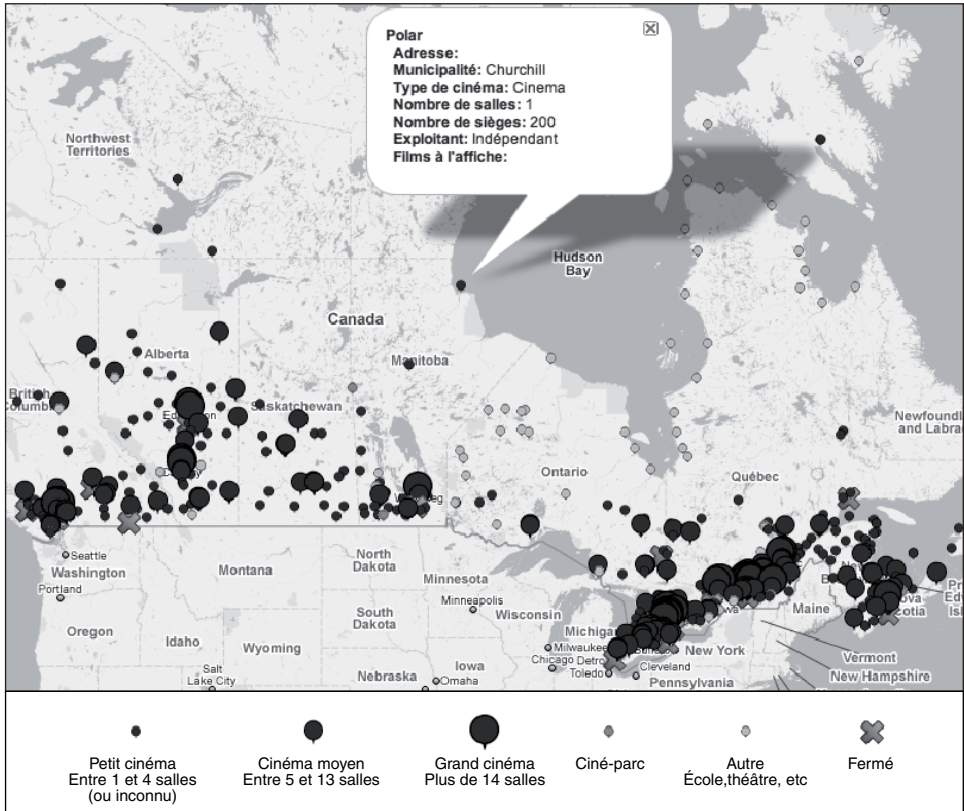 Polar
Adresse:
Municipalité: Churchill
Type de cinéma: Cinema
Nombre de salles: 1
Nombre de sièges: 200
Exploitant: Indépendant
Films à l'affiche:
Northwest
Territories
Hudson
Bay
Canada
Alberta
Manitoba
British
Columb
Saskatchewan
Newfoundl
and Labra
Ontario
Québec
Seattle
Washington
Montana
North
Dakota
Minnesota
Portland
Minneapolis
Wisconsin
Maine
Oregon
Idaho
South
Dakota
Wyoming
Michiga
Milwaukee
New York
Vermont
Salt
Lake City
Nebraska
Iowa
Omaha
Chicago
Detro
Toledo
Cleveland
Pennsylvania
New Hampshire
Petit cinéma
Entre 1 et 4 salles
(ou inconnu)
Cinéma moyen
Entre 5 et 13 salles
Grand cinéma
Plus de 14 salles
Ciné-parc
Autre
École,théâtre, etc
Fermé